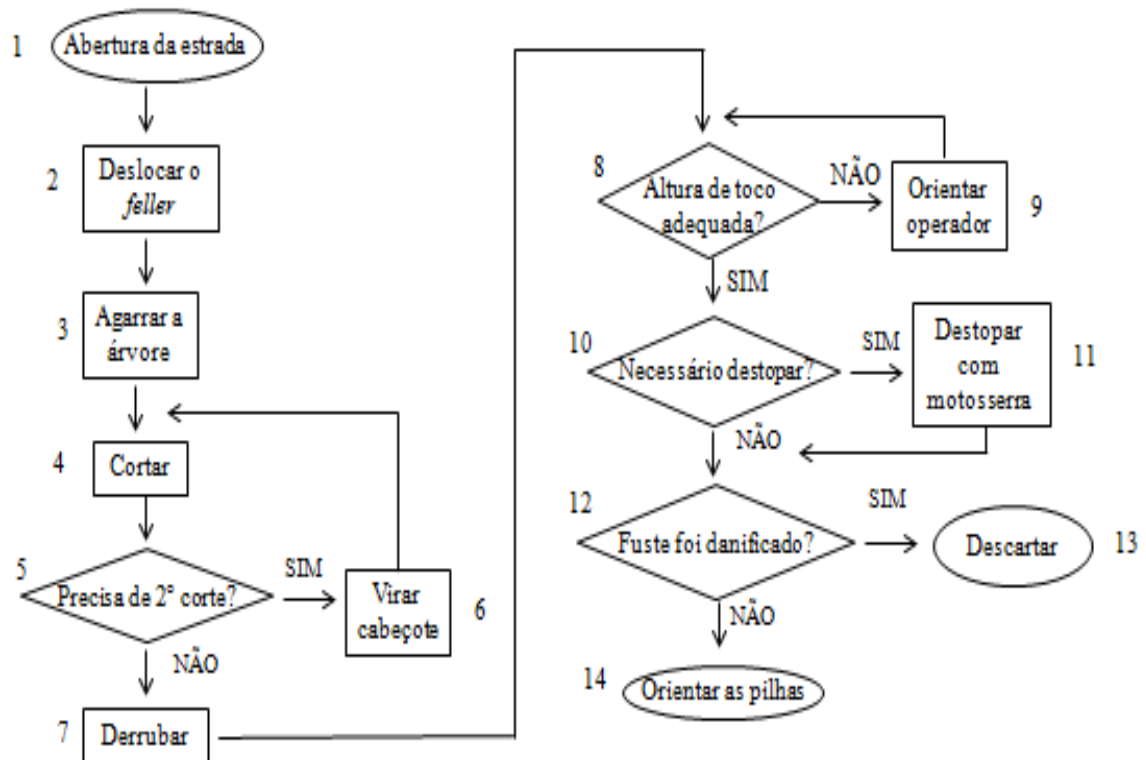 1
Abertura da estrada
2
Deslocar o
feller
3
Agarrar a
árvore
4
Cortar
5
Precisa de 2° corte?
SIM
Virar
cabeçote
6
NÃO
7
Derrubar
8
Altura de toco
adequada?
NÃO
Orientar
operador
9
SIM
10
Necessário destopar?
SIM
Destopar
com
motosserra
11
NÃO
12
Fuste foi danificado?
SIM
Descartar
13
NÃO
14
Orientar as pilhas